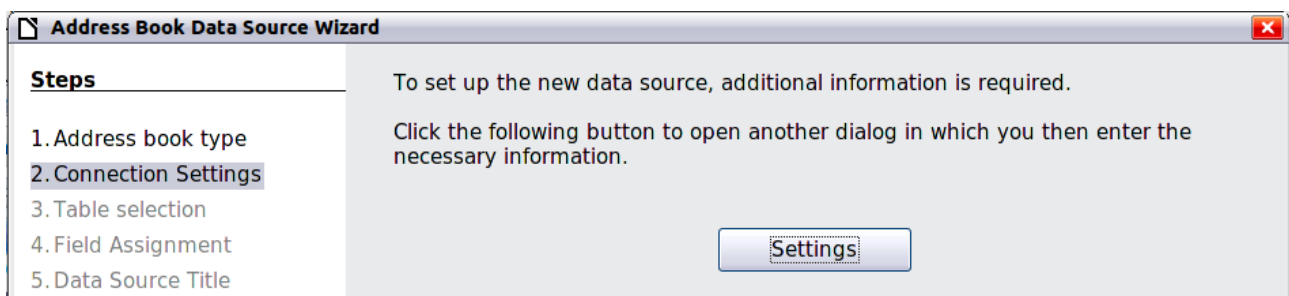 Address Book Data Source Wizard
Steps
1. Address book type
2. Connection Settings
3. Table selection
4. Field Assignment
5. Data Source Title
To set up the new data source, additional information is required.
Click the following button to open another dialog in which you then enter the
necessary information.
Settings